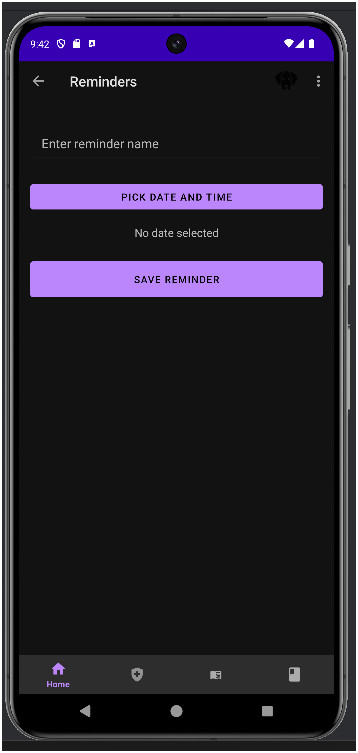 9:42
Reminders
Enter reminder name
PICK DATE AND TIME
No date selected
SAVE REMINDER
Home